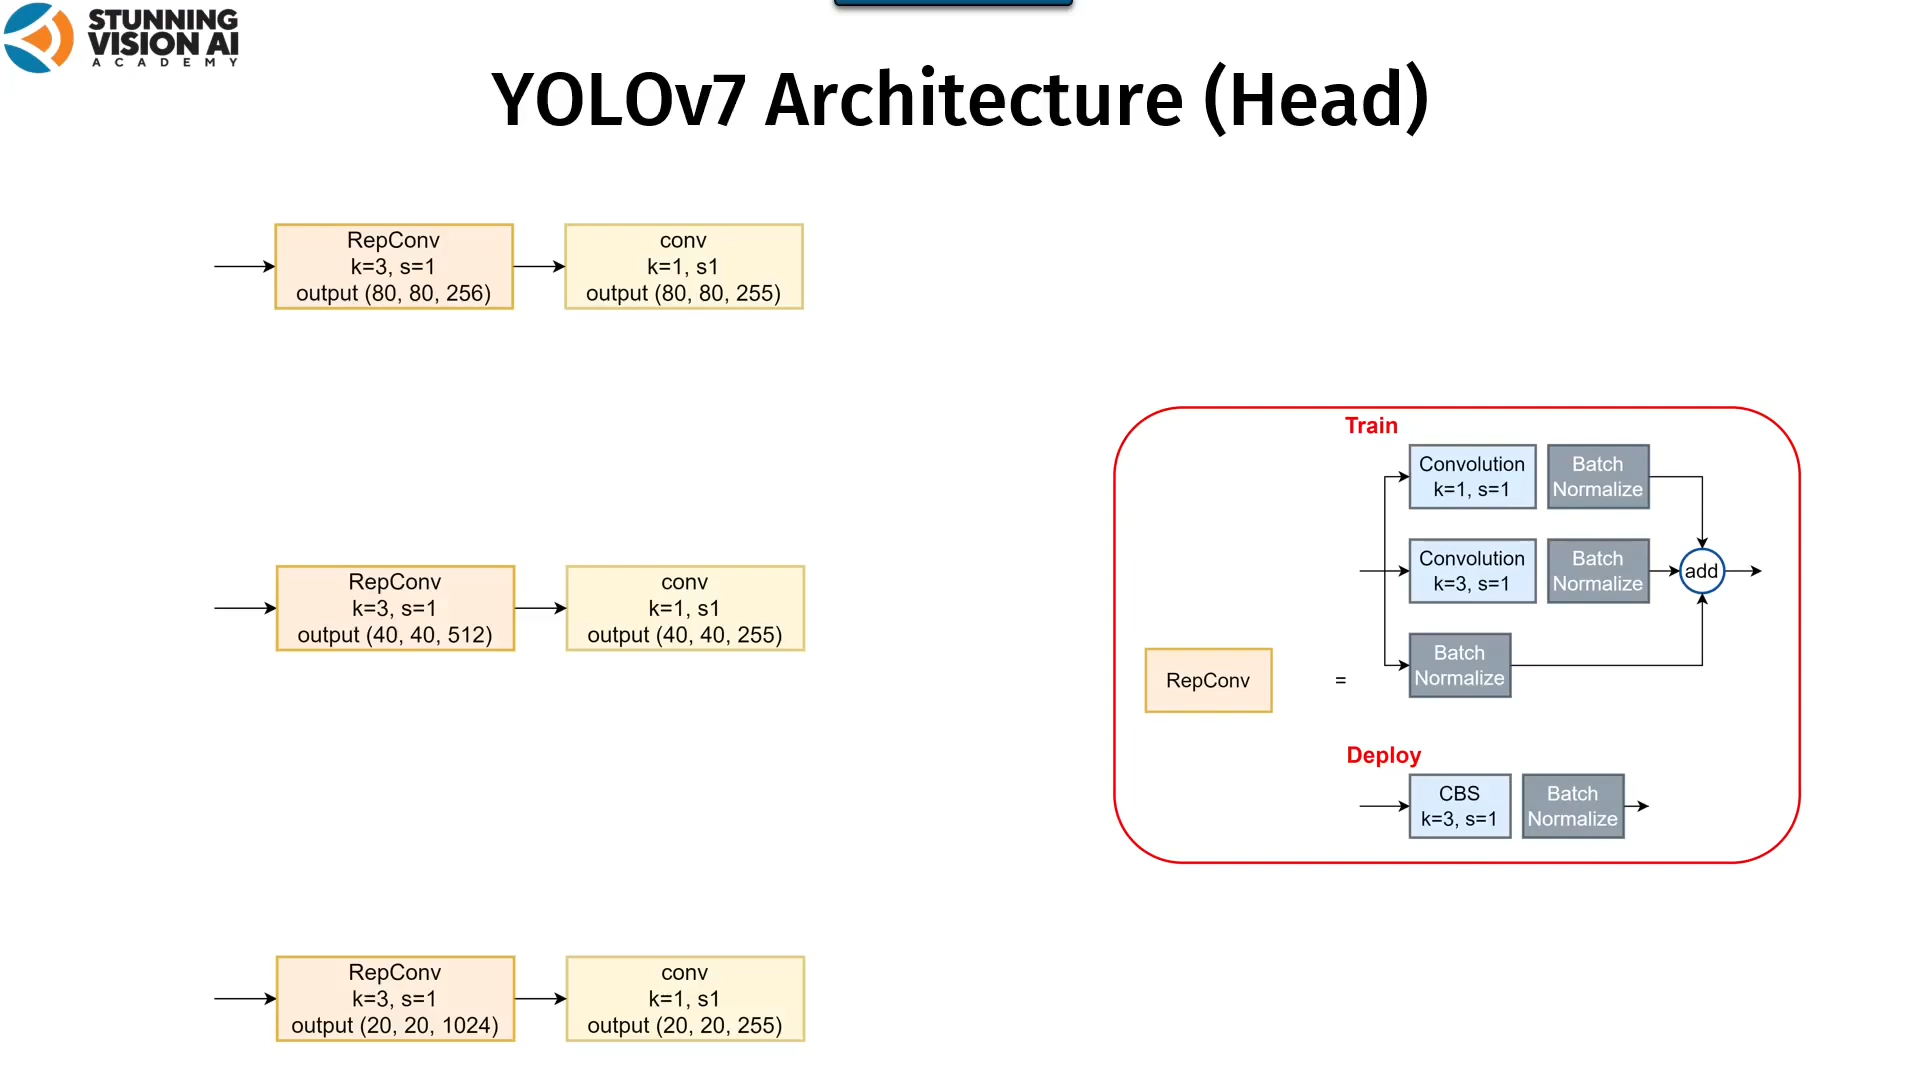 STUNNING
VISION AI
ACADEMY
YOLOv7 Architecture (Head)
RepConv
k=3, s=1
output (80, 80, 256)
conv
k=1, s1
output (80, 80, 255)
RepConv
k=3, s=1
output (40, 40, 512)
conv
k=1, s1
output (40, 40, 255)
RepConv
k=3, s=1
output (20, 20, 1024)
conv
k=1, s1
output (20, 20, 255)
RepConv
=
Train
Convolution
k=1, s=1
Batch
Normalize
Convolution
k=3, s=1
Batch
Normalize
add
Batch
Normalize
Deploy
CBS
k=3, s=1
Batch
Normalize